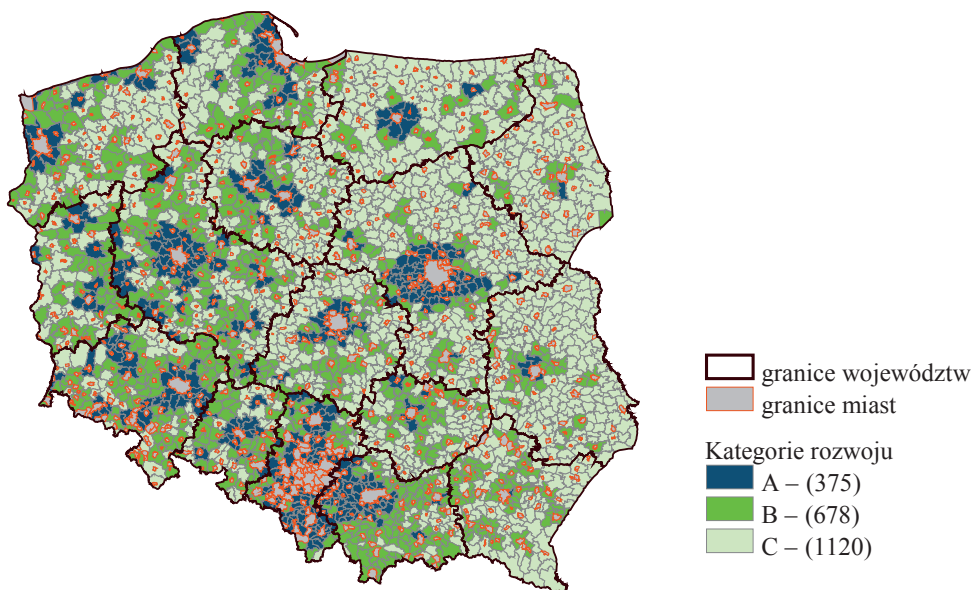 granice województw
granice miast
Kategorie rozwoju
A – (375)
B – (678)
C – (1120)